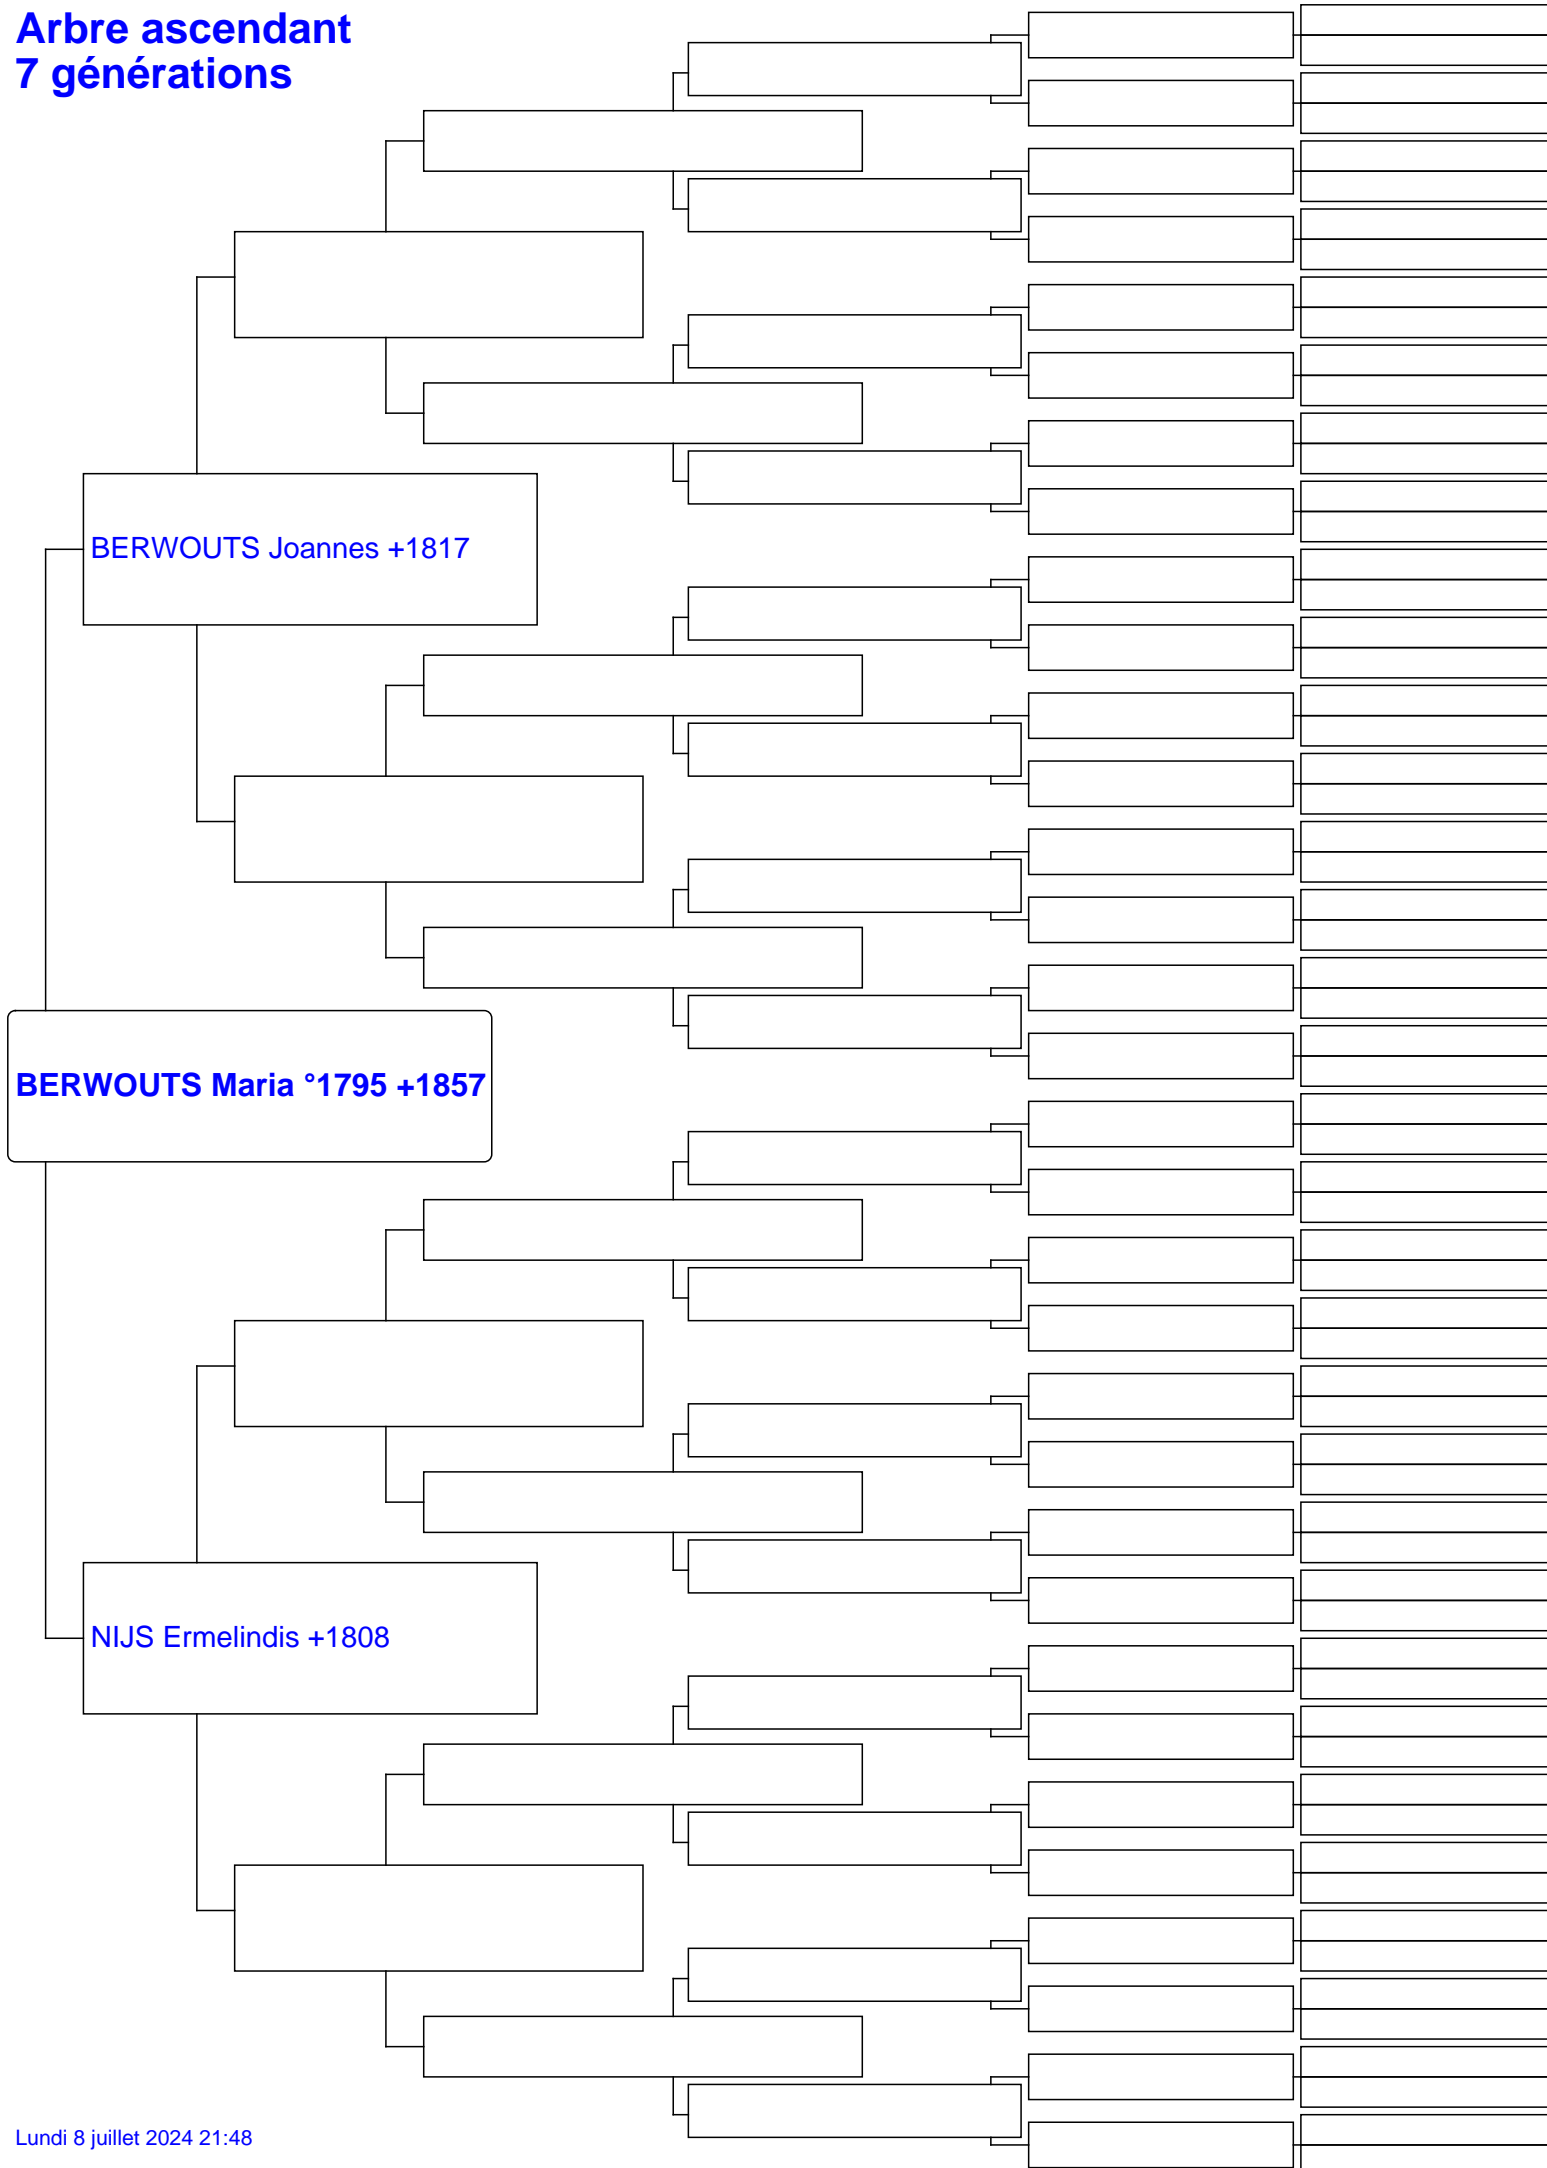 Arbre ascendant
7 générations
BERWOUTS Joannes +1817
BERWOUTS Maria °1795 +1857
NIJS Ermelindis +1808
Lundi 8 juillet 2024 21:48